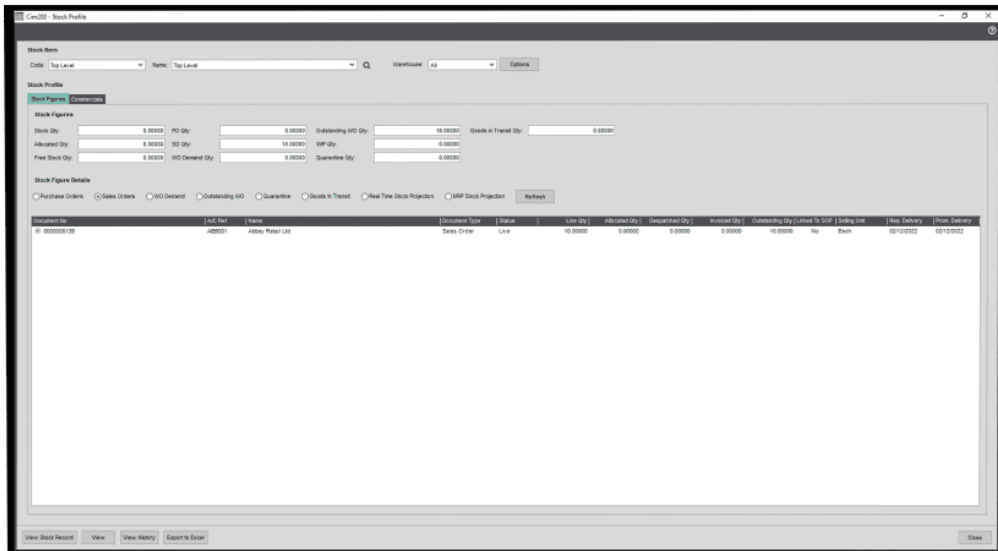 Cim200 - Stock Profile
Stock Item
Code: Top Level Name: Top Level Warehouse: All Options
Stock Profile
Stock Figures Commercials
Stock Figures
Stock Qty: 0.00000 PO Qty: 0.00000 Outstanding WO Qty: 10.00000 Goods in Transit Qty: 0.00000
Allocated Qty: 0.00000 SO Qty: 10.00000 WIP Qty: 0.00000
Free Stock Qty: 0.00000 WO Demand Qty: 0.00000 Quarantine Qty: 0.00000
Stock Figure Details
Purchase Orders Sales Orders WO Demand Outstanding WO Quarantine Goods In Transit Real Time Stock Projection MRP Stock Projection Refresh
Document No A/C Ref Name Document Type Status Line Qty Allocated Qty Despatched Qty Invoiced Qty Outstanding Qty Linked To SOP Selling Unit Req. Delivery Prom. Delivery
ABB001 Abbey Retail Ltd Sales Order Live 10.00000 0.00000 0.00000 0.00000 10.00000 No Each 02/12/2022 02/12/2022
View Stock Record View View History Export to Excel Close